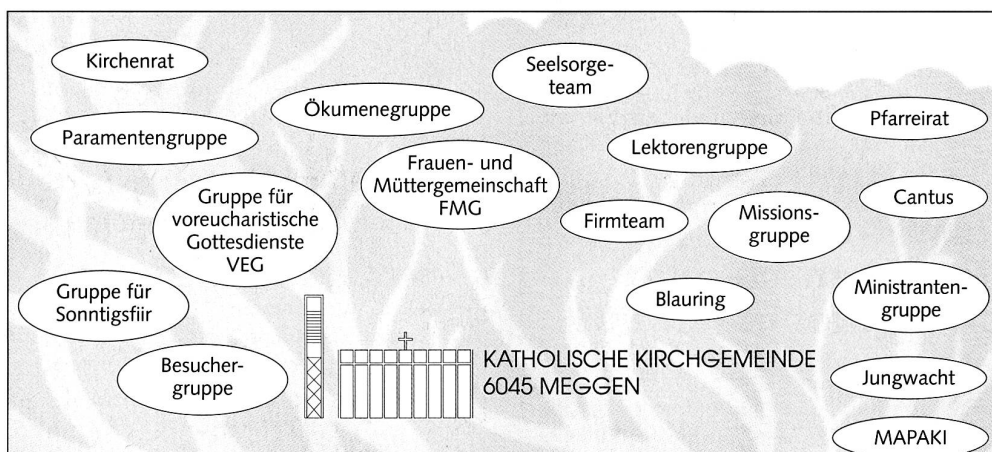 Kirchenrat
Seelsorge-
team
Ökumenegruppe
Pfarreirat
Paramentengruppe
Lektorengruppe
Frauen- und
Müttergemeinschaft
FMG
Gruppe für
voreucharistische
Gottesdienste
VEG
Cantus
Firmteam
Missions-
gruppe
Gruppe für
Sonntigsfiir
Blauring
Ministranten-
gruppe
Besucher-
gruppe
KATHOLISCHE KIRCHGEMEINDE
6045 MEGGEN
Jungwacht
MAPAKI